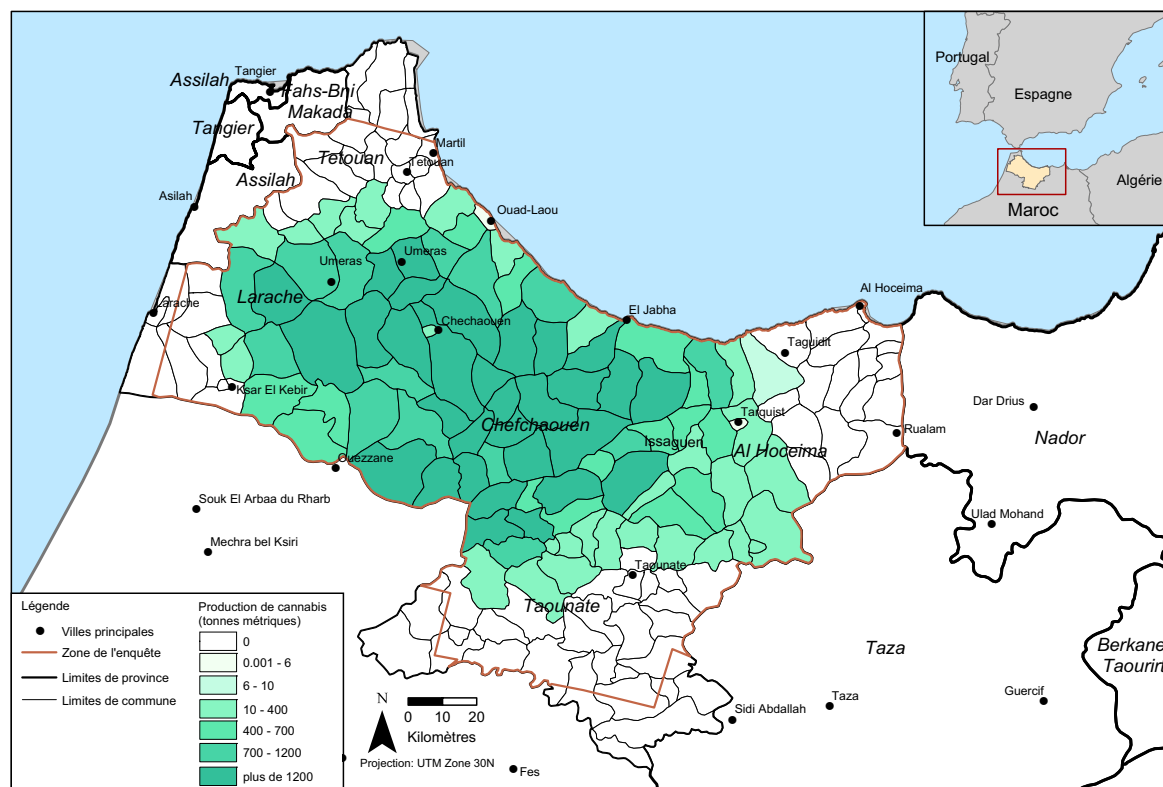 Portugal
Espagne
Algérie
Maroc
Tangier
Assilah
Fahs-Bni
Makada
Tangier
Martil
Tetouan
Tetouan
Assilah
Asilah
Ouad-Laou
Umeras
Umeras
Larache
Larache
Al Hoceima
El Jabha
Chechaouen
Taguidit
Ksar El Kebir
Dar Drius
Tarquist
Chefchaouen
Issaguen
Rualam
Nador
Al Hoceima
Ouezzane
Souk El Arbaa du Rharb
Ulad Mohand
Mechra bel Ksiri
Taounate
Taounate
Taza
Berkane
Taourin
Taza
Guercif
Sidi Abdallah
Fes
Légende
Villes principales
Zone de l'enquête
Limites de province
Limites de commune
Production de cannabis
(tonnes métriques)
0
0.001 - 6
6 - 10
10 - 400
400 - 700
700 - 1200
plus de 1200
N
0 10 20
Kilomètres
Projection: UTM Zone 30N